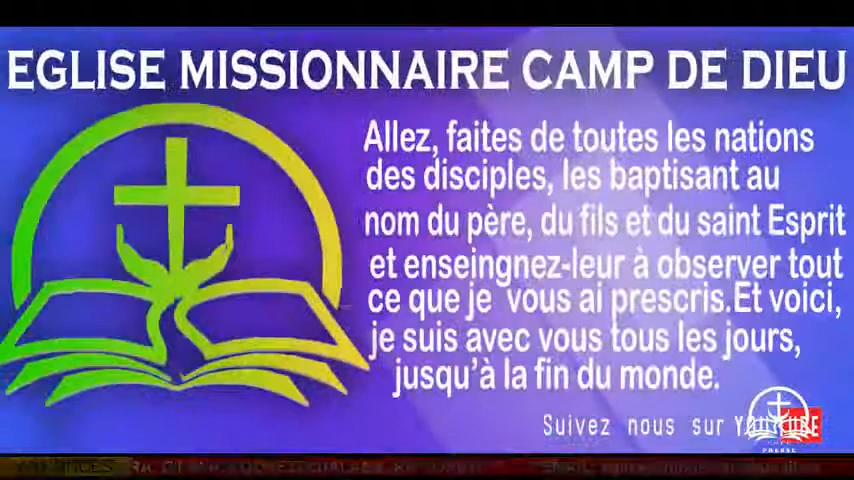 EGLISE MISSIONNAIRE CAMP DE DIEU
Allez, faites de toutes les nations
des disciples, les baptisant au
nom du père, du fils et du saint Esprit
et enseingnez-leur à observer tout
ce que je vous ai prescris.Et voici,
je suis avec vous tous les jours,
jusqu'à la fin du monde.
Suivez nous sur YOUTUBE
PRESSE